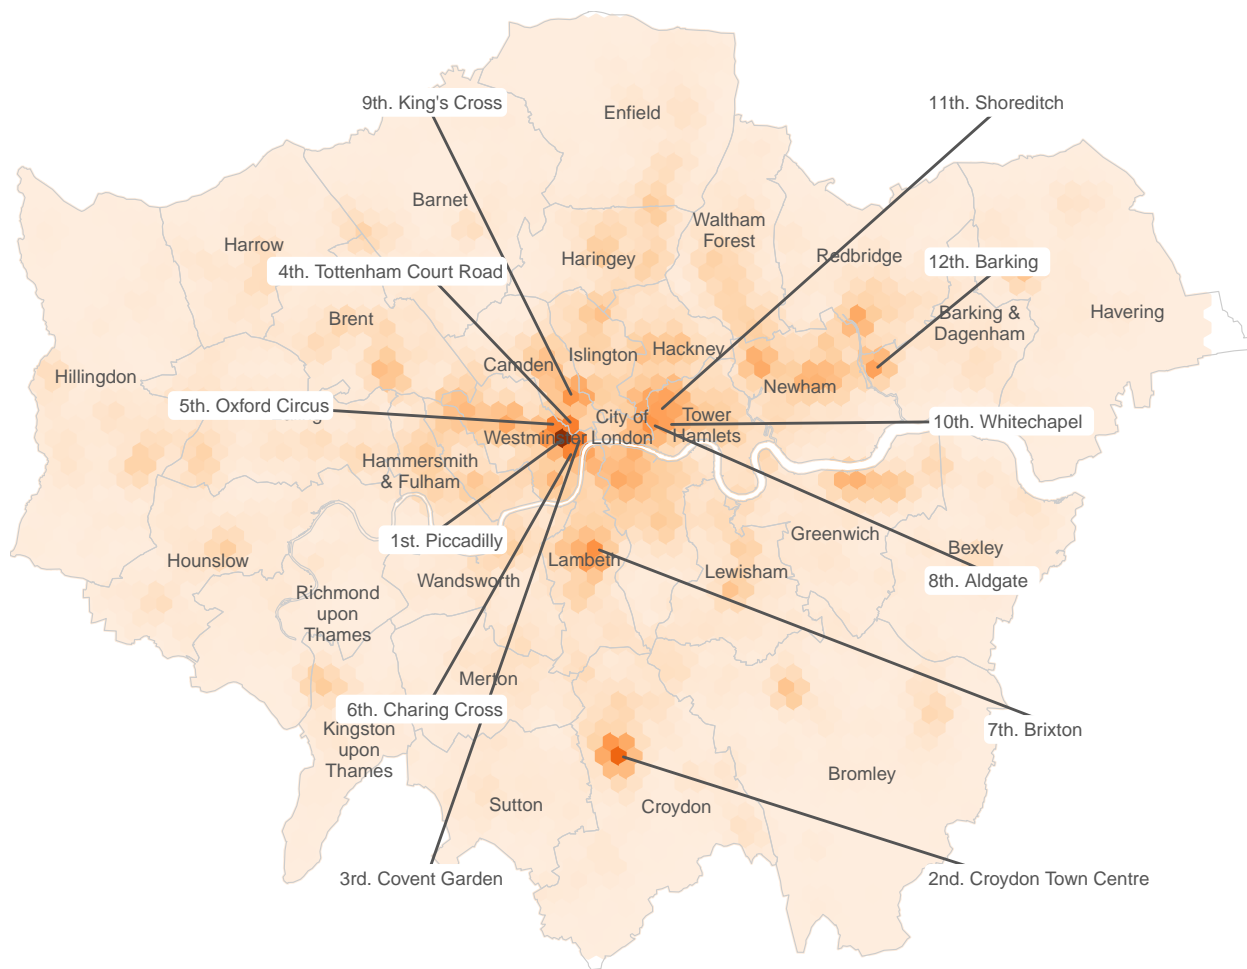 9th. King's Cross
11th. Shoreditch
Enfield
Barnet
Waltham
Forest
Harrow
Haringey
Redbridge
4th. Tottenham Court Road
12th. Barking
Brent
Barking &
Dagenham
Havering
Islington
Hackney
Camden
Hillingdon
Newham
5th. Oxford Circus
City of
London
Tower
Hamlets
10th. Whitechapel
Westminster
Hammersmith
& Fulham
1st. Piccadilly
Greenwich
Bexley
Hounslow
Lambeth
Wandsworth
Lewisham
8th. Aldgate
Richmond
upon
Thames
Merton
6th. Charing Cross
Kingston
upon
Thames
7th. Brixton
Bromley
Sutton
Croydon
3rd. Covent Garden
2nd. Croydon Town Centre